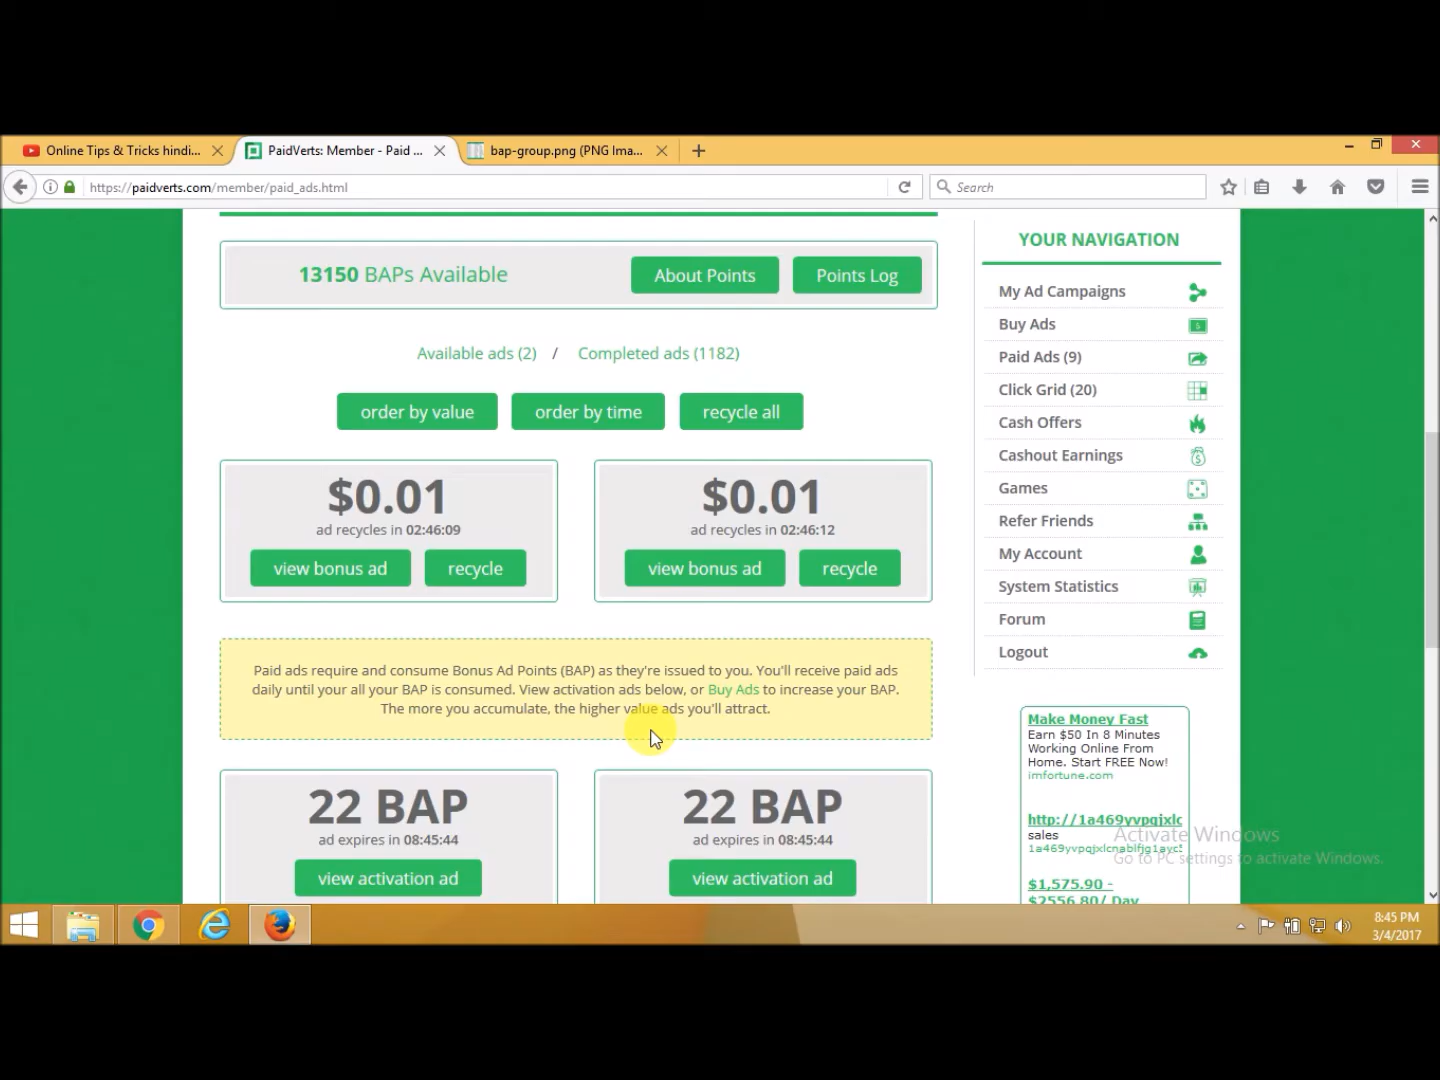 Online Tips & Tricks hindi...
PaidVerts: Member - Paid ...
bap-group.png (PNG Ima...
https://paidverts.com/member/paid_ads.html
Search
13150 BAPs Available
About Points
Points Log
Available ads (2) / Completed ads (1182)
order by value
order by time
recycle all
$0.01
ad recycles in 02:46:09
view bonus ad
recycle
$0.01
ad recycles in 02:46:12
view bonus ad
recycle
Paid ads require and consume Bonus Ad Points (BAP) as they're issued to you. You'll receive paid ads
daily until your all your BAP is consumed. View activation ads below, or Buy Ads to increase your BAP.
The more you accumulate, the higher value ads you'll attract.
22 BAP
ad expires in 08:45:44
view activation ad
22 BAP
ad expires in 08:45:44
view activation ad
YOUR NAVIGATION
My Ad Campaigns
Buy Ads
Paid Ads (9)
Click Grid (20)
Cash Offers
Cashout Earnings
Games
Refer Friends
My Account
System Statistics
Forum
Logout
Make Money Fast
Earn $50 In 8 Minutes
Working Online From
Home. Start FREE Now!
imfortune.com
sales
$1,575.90 -
$2556.80/ Day
Activate Windows
Go to PC settings to activate Windows.
8:45 PM
3/4/2017